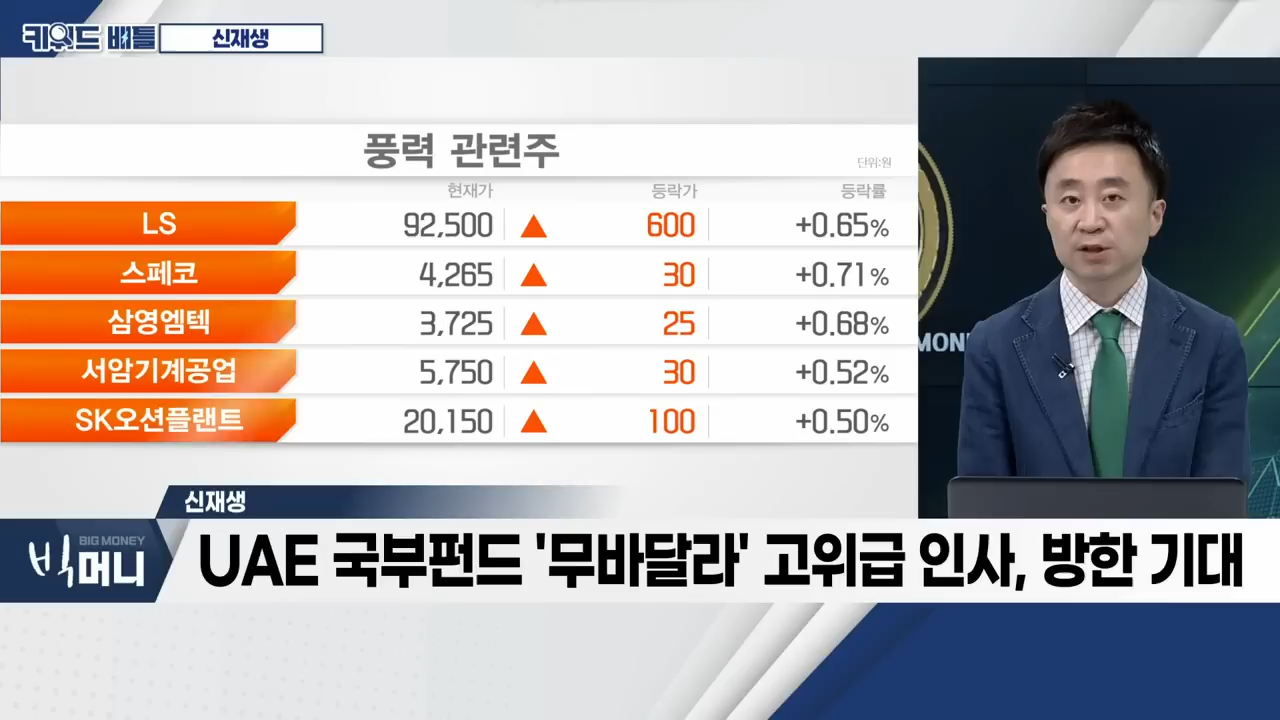 키워드 배틀
신재생
풍력 관련주
단위:원
현재가 등락가 등락률
LS 92,500 ▲ 600 +0.65%
스페코 4,265 ▲ 30 +0.71%
삼영엠텍 3,725 ▲ 25 +0.68%
서암기계공업 5,750 ▲ 30 +0.52%
SK오션플랜트 20,150 ▲ 100 +0.50%
MON
신재생
BIG MONEY
빅머니
UAE 국부펀드 '무바달라' 고위급 인사, 방한 기대